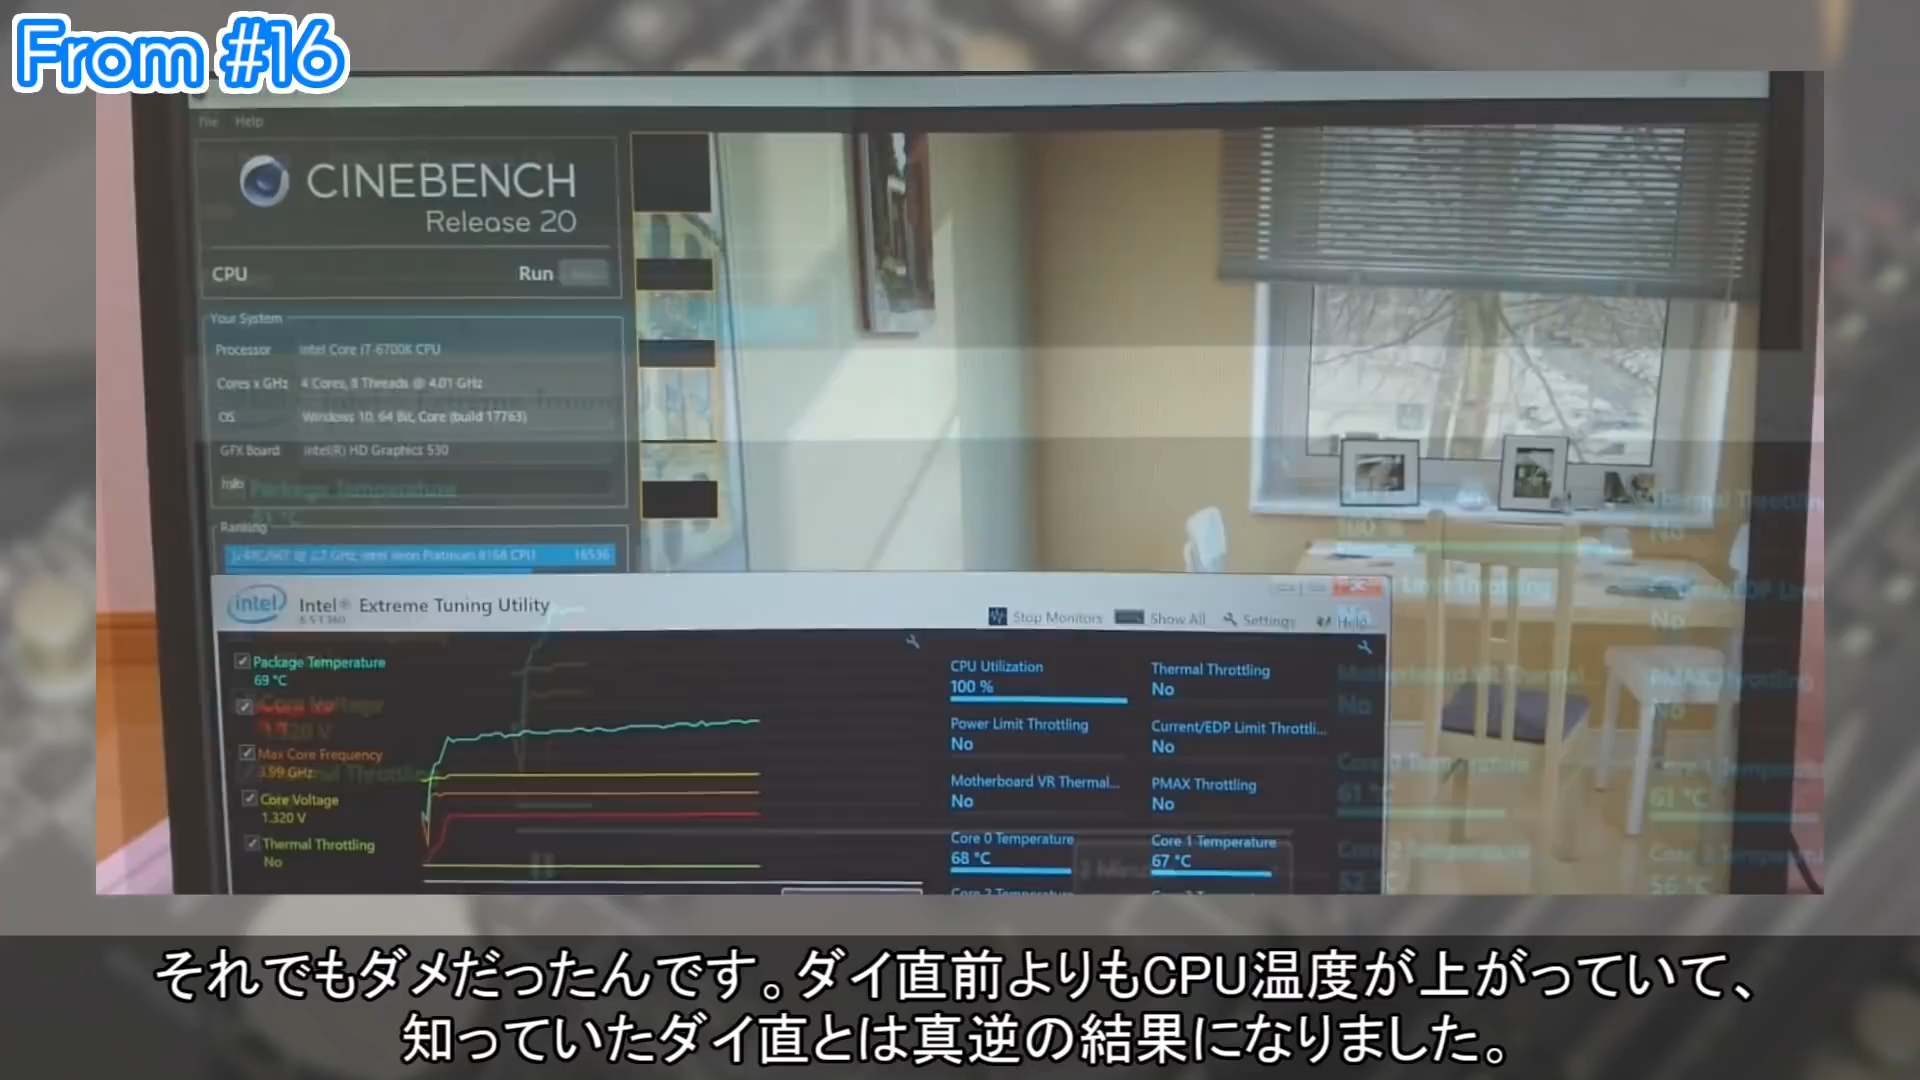 From #16
File Help
CINEBENCH
Release 20
CPU Run
Your System
Processor Intel Core i7-6700K CPU
Cores x GHz 4 Cores, 8 Threads @ 4.01 GHz
OS Windows 10, 64 Bit, Core (build 17763)
GFX Board Intel(R) HD Graphics 530
Info
Ranking
16536
intel Intel® Extreme Tuning Utility
Stop Monitors Show All Settings Help
Package Temperature
69 °C
Max Core Frequency
3.99 GHz
Core Voltage
1.320 V
Thermal Throttling
No
CPU Utilization
100 %
Thermal Throttling
No
Power Limit Throttling
No
Current/EDP Limit Throttli...
No
Motherboard VR Thermal...
No
PMAX Throttling
No
Core 0 Temperature
68 °C
Core 1 Temperature
67 °C
それでもダメだったんです。ダイ直前よりもCPU温度が上がっていて、
知っていたダイ直とは真逆の結果になりました。